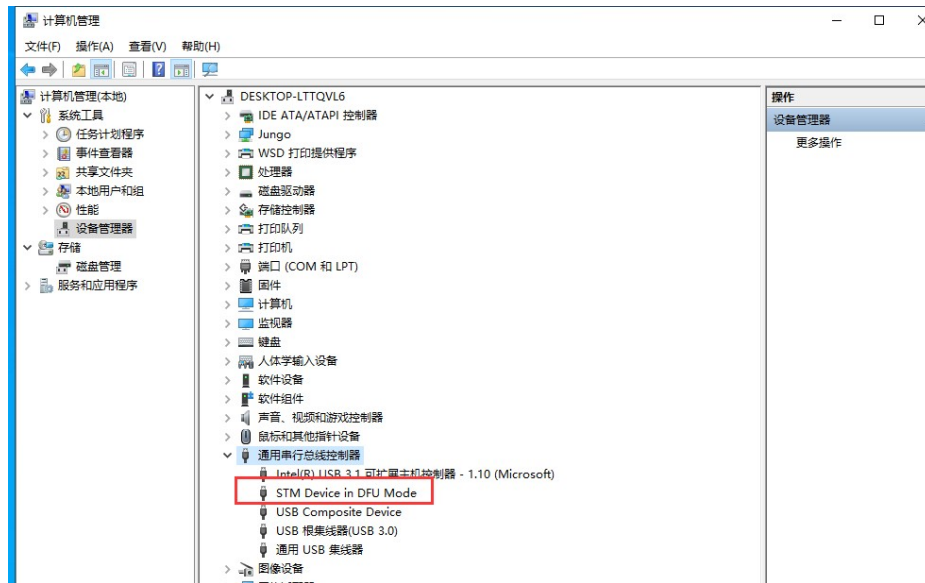 计算机管理
文件(F) 操作(A) 查看(V) 帮助(H)
计算机管理(本地)
系统工具
任务计划程序
事件查看器
共享文件夹
本地用户和组
性能
设备管理器
存储
磁盘管理
服务和应用程序
DESKTOP-LTTQVL6
IDE ATA/ATAPI 控制器
Jungo
WSD 打印提供程序
处理器
磁盘驱动器
存储控制器
打印队列
打印机
端口 (COM 和 LPT)
固件
计算机
监视器
键盘
人体学输入设备
软件设备
软件组件
声音、视频和游戏控制器
鼠标和其他指针设备
通用串行总线控制器
Intel(R) USB 3.1 可扩展主机控制器 - 1.10 (Microsoft)
STM Device in DFU Mode
USB Composite Device
USB 根集线器(USB 3.0)
通用 USB 集线器
图像设备
操作
设备管理器
更多操作